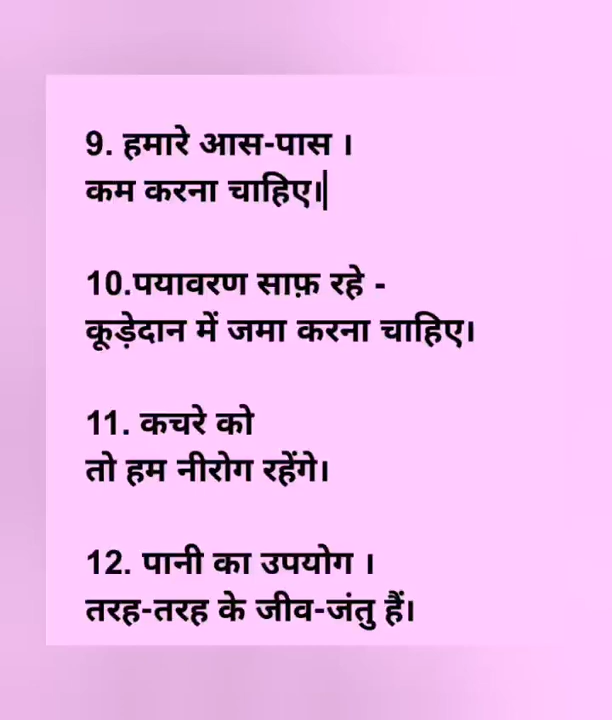 9. हमारे आस-पास ।
कम करना चाहिए।
10.पयावरण साफ़ रहे -
कूड़ेदान में जमा करना चाहिए।
11. कचरे को
तो हम नीरोग रहेंगे।
12. पानी का उपयोग ।
तरह-तरह के जीव-जंतु हैं।